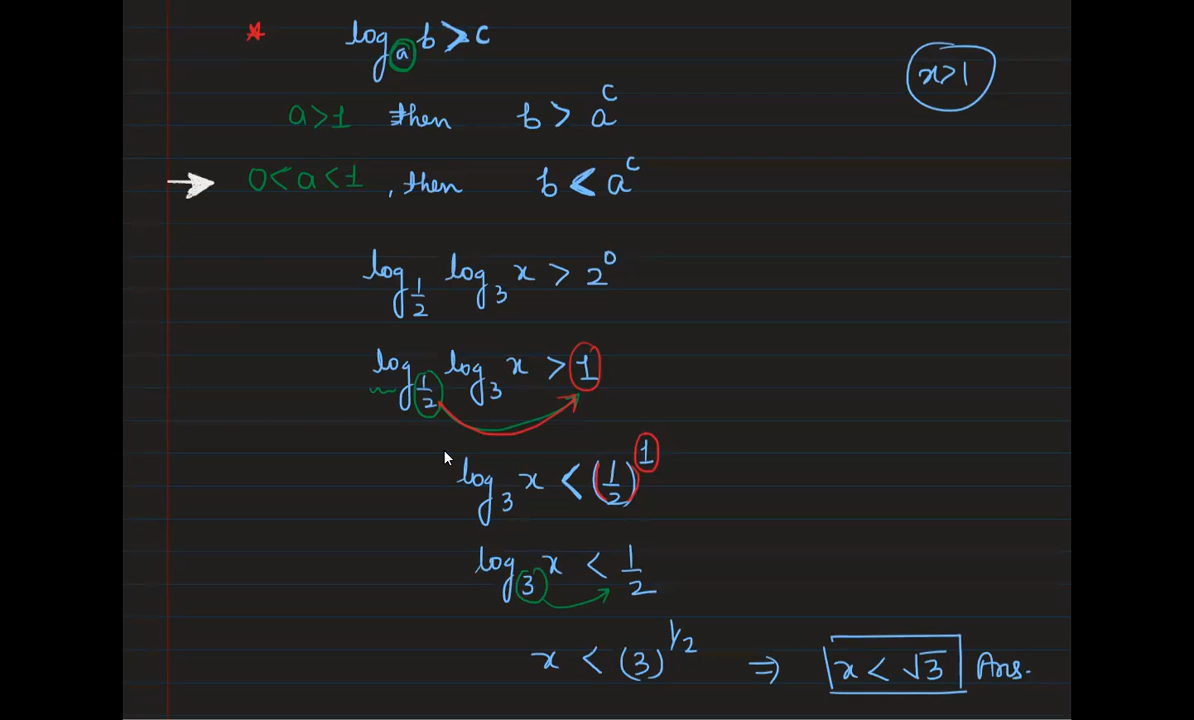 * log_a b > c
x>1
a>1 then b > a^c
0<a<1, then b < a^c
log_{1/2} log_3 x > 2^0
log_{1/2} log_3 x > 1
log_3 x < (1/2)^1
log_3 x < 1/2
x < (3)^{1/2} ⇒ x < √3 Ans.